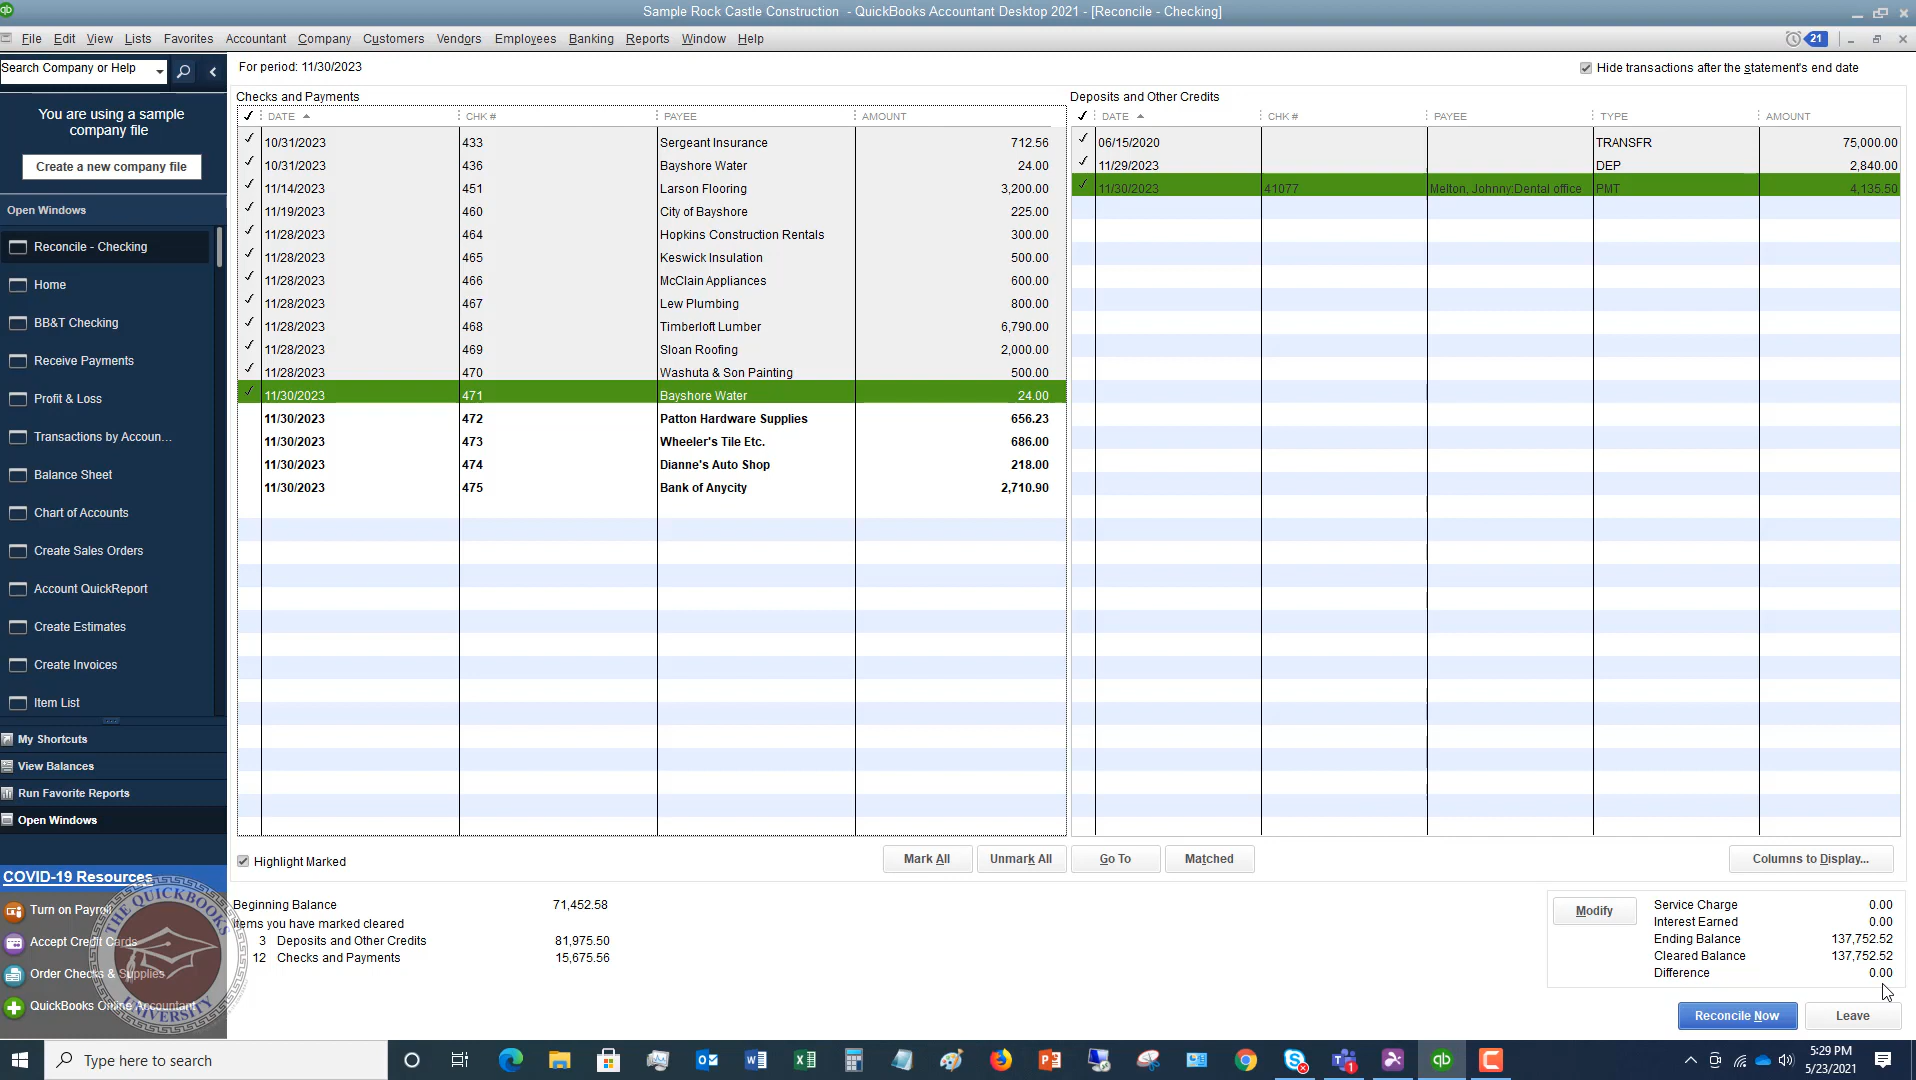 Sample Rock Castle Construction - QuickBooks Accountant Desktop 2021 - [Reconcile - Checking]
File Edit View Lists Favorites Accountant Company Customers Vendors Employees Banking Reports Window Help
21
Search Company or Help
You are using a sample
company file
Create a new company file
Open Windows
Reconcile - Checking
Home
BB&T Checking
Receive Payments
Profit & Loss
Transactions by Accoun...
Balance Sheet
Chart of Accounts
Create Sales Orders
Account QuickReport
Create Estimates
Create Invoices
Item List
My Shortcuts
View Balances
Run Favorite Reports
Open Windows
COVID-19 Resources
Turn on Payroll
Accept Credit Cards
Order Checks & Supplies
QuickBooks Online Accountant
THE QUICKBOOKS
UNIVERSITY
For period: 11/30/2023
Hide transactions after the statement's end date
Checks and Payments
DATE CHK # PAYEE AMOUNT
10/31/2023 433 Sergeant Insurance 712.56
10/31/2023 436 Bayshore Water 24.00
11/14/2023 451 Larson Flooring 3,200.00
11/19/2023 460 City of Bayshore 225.00
11/28/2023 464 Hopkins Construction Rentals 300.00
11/28/2023 465 Keswick Insulation 500.00
11/28/2023 466 McClain Appliances 600.00
11/28/2023 467 Lew Plumbing 800.00
11/28/2023 468 Timberloft Lumber 6,790.00
11/28/2023 469 Sloan Roofing 2,000.00
11/28/2023 470 Washuta & Son Painting 500.00
11/30/2023 471 Bayshore Water 24.00
11/30/2023 472 Patton Hardware Supplies 656.23
11/30/2023 473 Wheeler's Tile Etc. 686.00
11/30/2023 474 Dianne's Auto Shop 218.00
11/30/2023 475 Bank of Anycity 2,710.90
Deposits and Other Credits
DATE CHK # PAYEE TYPE AMOUNT
06/15/2020 TRANSFR 75,000.00
11/29/2023 DEP 2,840.00
11/30/2023 41077 Melton, Johnny:Dental office PMT 4,135.50
Highlight Marked
Mark All Unmark All Go To Matched Columns to Display...
Beginning Balance 71,452.58
Items you have marked cleared
3 Deposits and Other Credits 81,975.50
12 Checks and Payments 15,675.56
Modify
Service Charge 0.00
Interest Earned 0.00
Ending Balance 137,752.52
Cleared Balance 137,752.52
Difference 0.00
Reconcile Now Leave
Type here to search
5:29 PM
5/23/2021